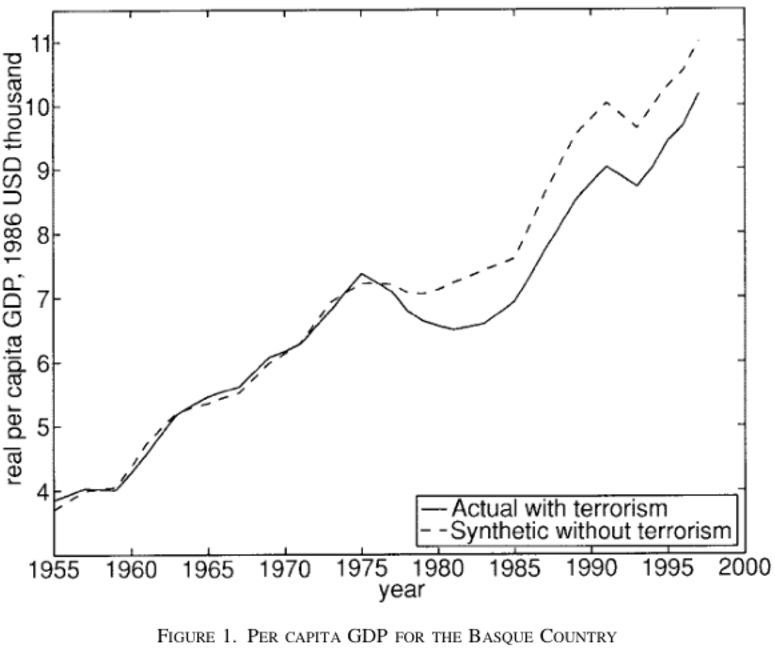 real per capita GDP, 1986 USD thousand
11
10
9
8
7
6
5
4
Actual with terrorism
Synthetic without terrorism
1955 1960 1965 1970 1975 1980 1985 1990 1995 2000
year
FIGURE 1. PER CAPITA GDP FOR THE BASQUE COUNTRY